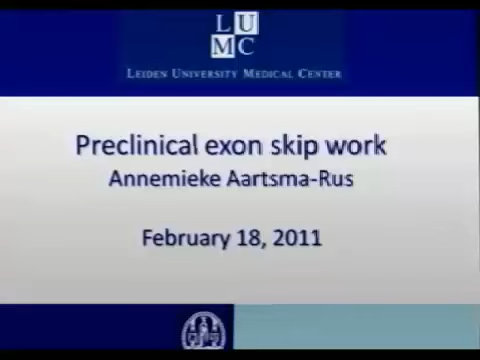 L U
M C
LEIDEN UNIVERSITY MEDICAL CENTER
Preclinical exon skip work
Annemieke Aartsma-Rus
February 18, 2011